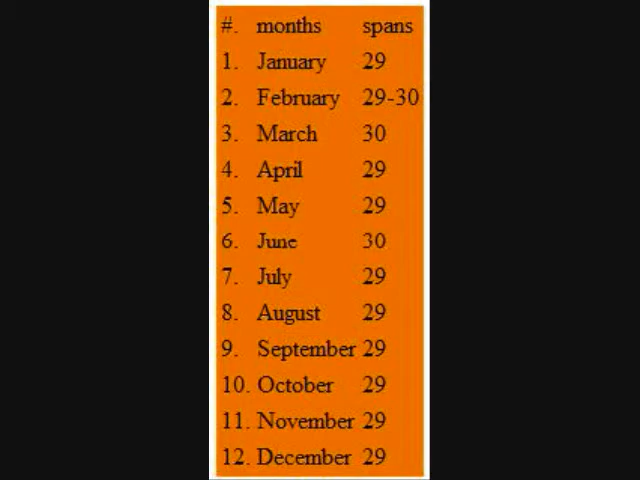 #. months spans
1. January 29
2. February 29-30
3. March 30
4. April 29
5. May 29
6. June 30
7. July 29
8. August 29
9. September 29
10. October 29
11. November 29
12. December 29